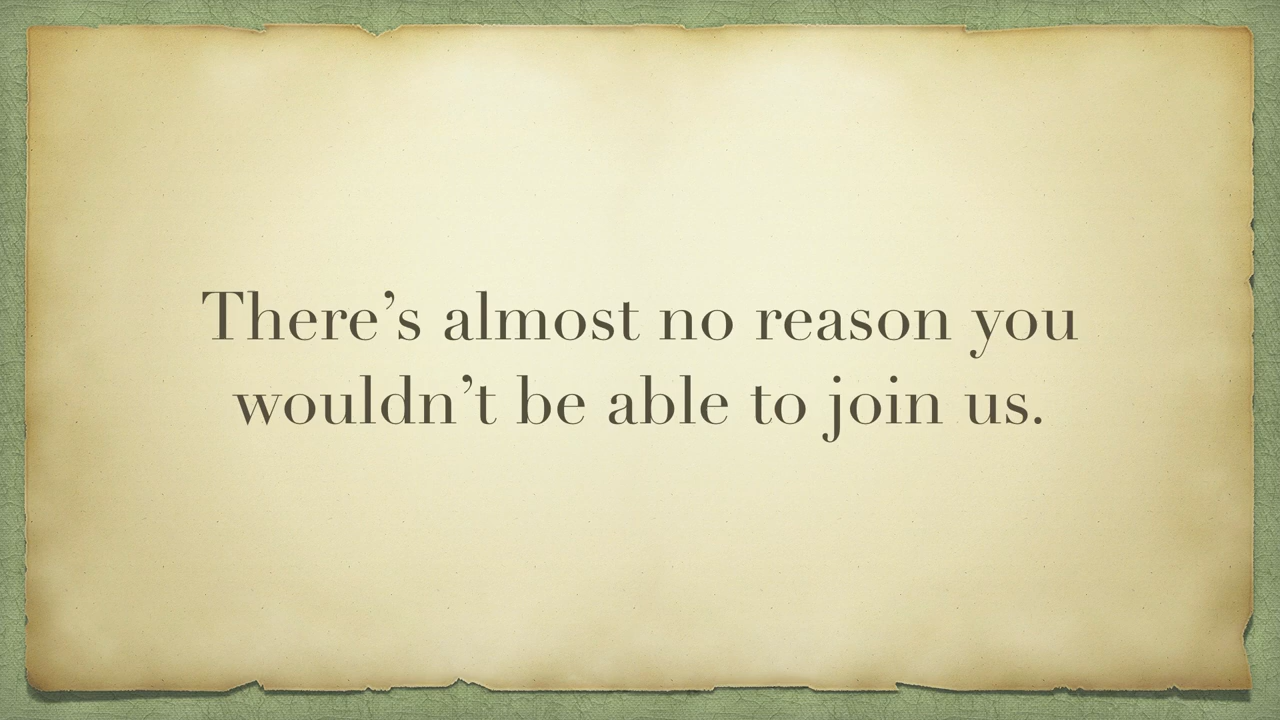 There’s almost no reason you
wouldn’t be able to join us.